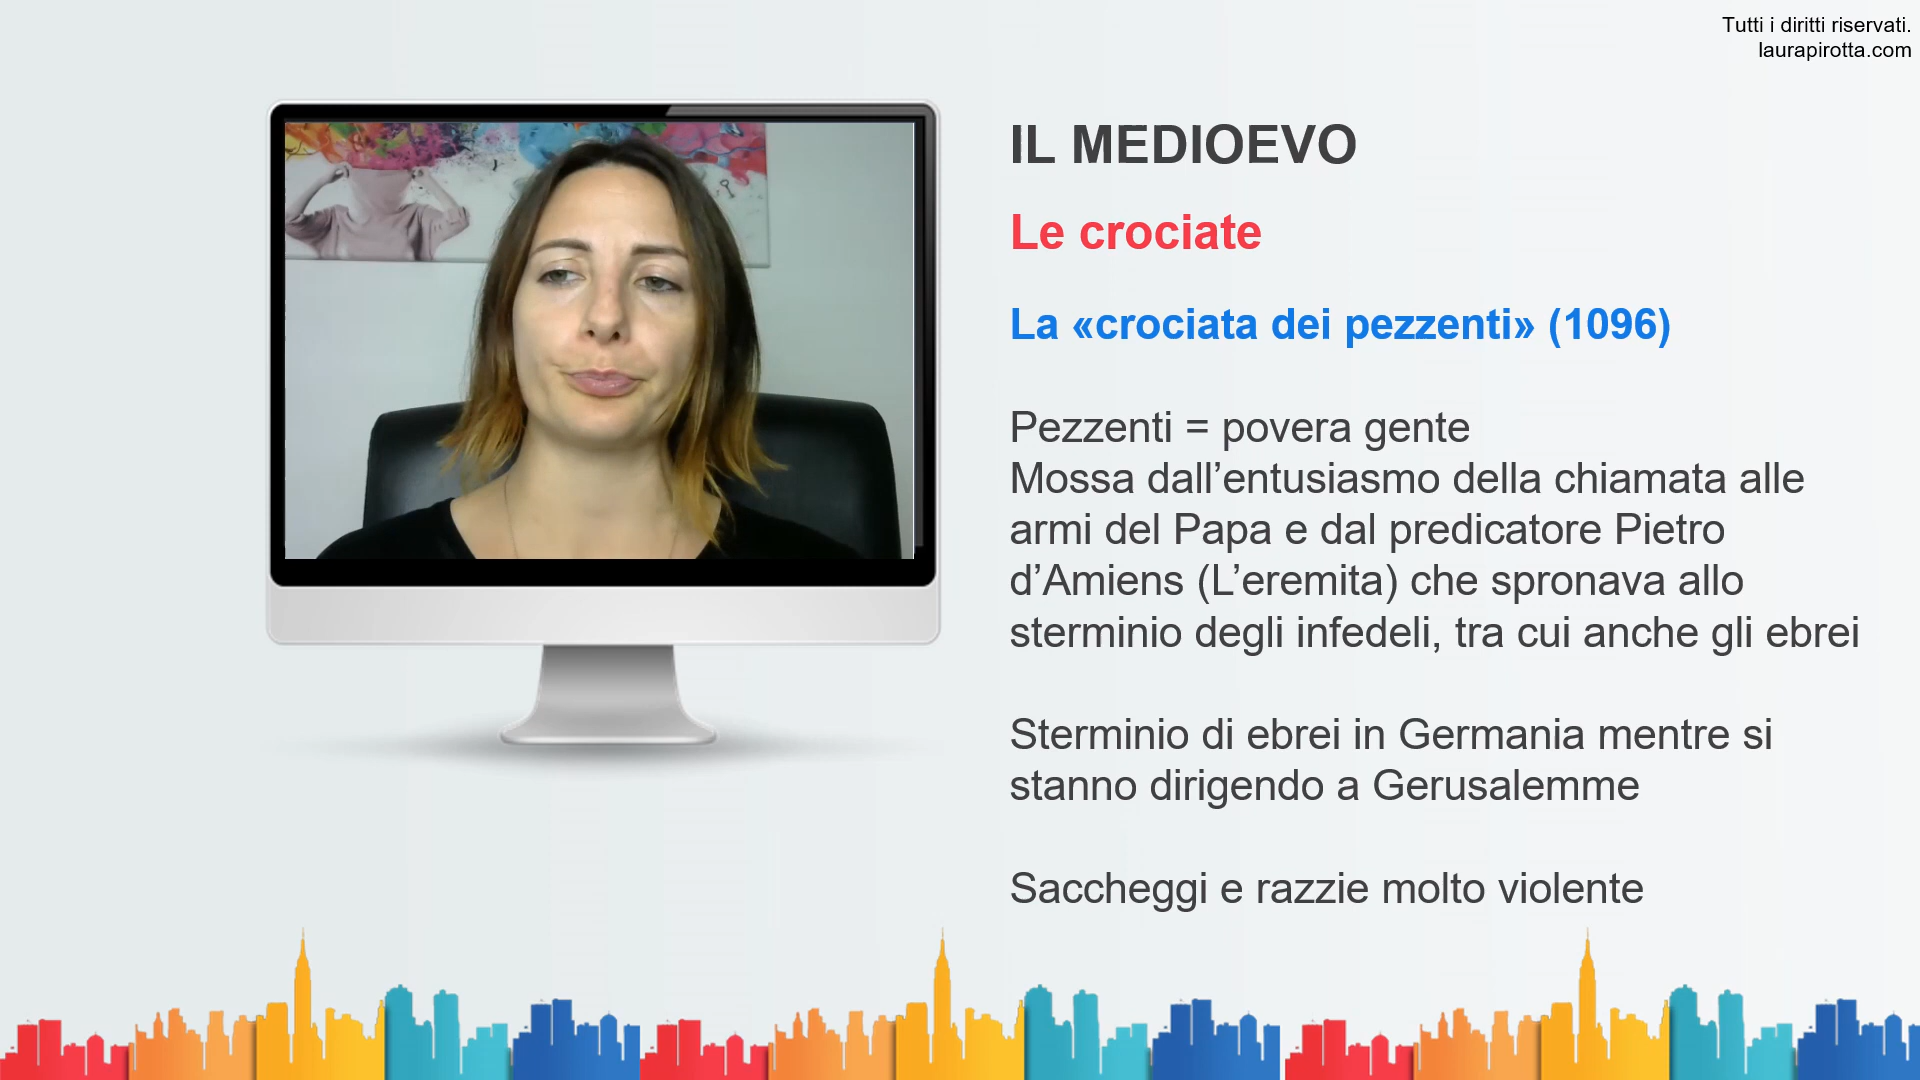 Tutti i diritti riservati.
laurapirotta.com
IL MEDIOEVO
Le crociate
La «crociata dei pezzenti» (1096)
Pezzenti = povera gente
Mossa dall’entusiasmo della chiamata alle
armi del Papa e dal predicatore Pietro
d’Amiens (L’eremita) che spronava allo
sterminio degli infedeli, tra cui anche gli ebrei
Sterminio di ebrei in Germania mentre si
stanno dirigendo a Gerusalemme
Saccheggi e razzie molto violente